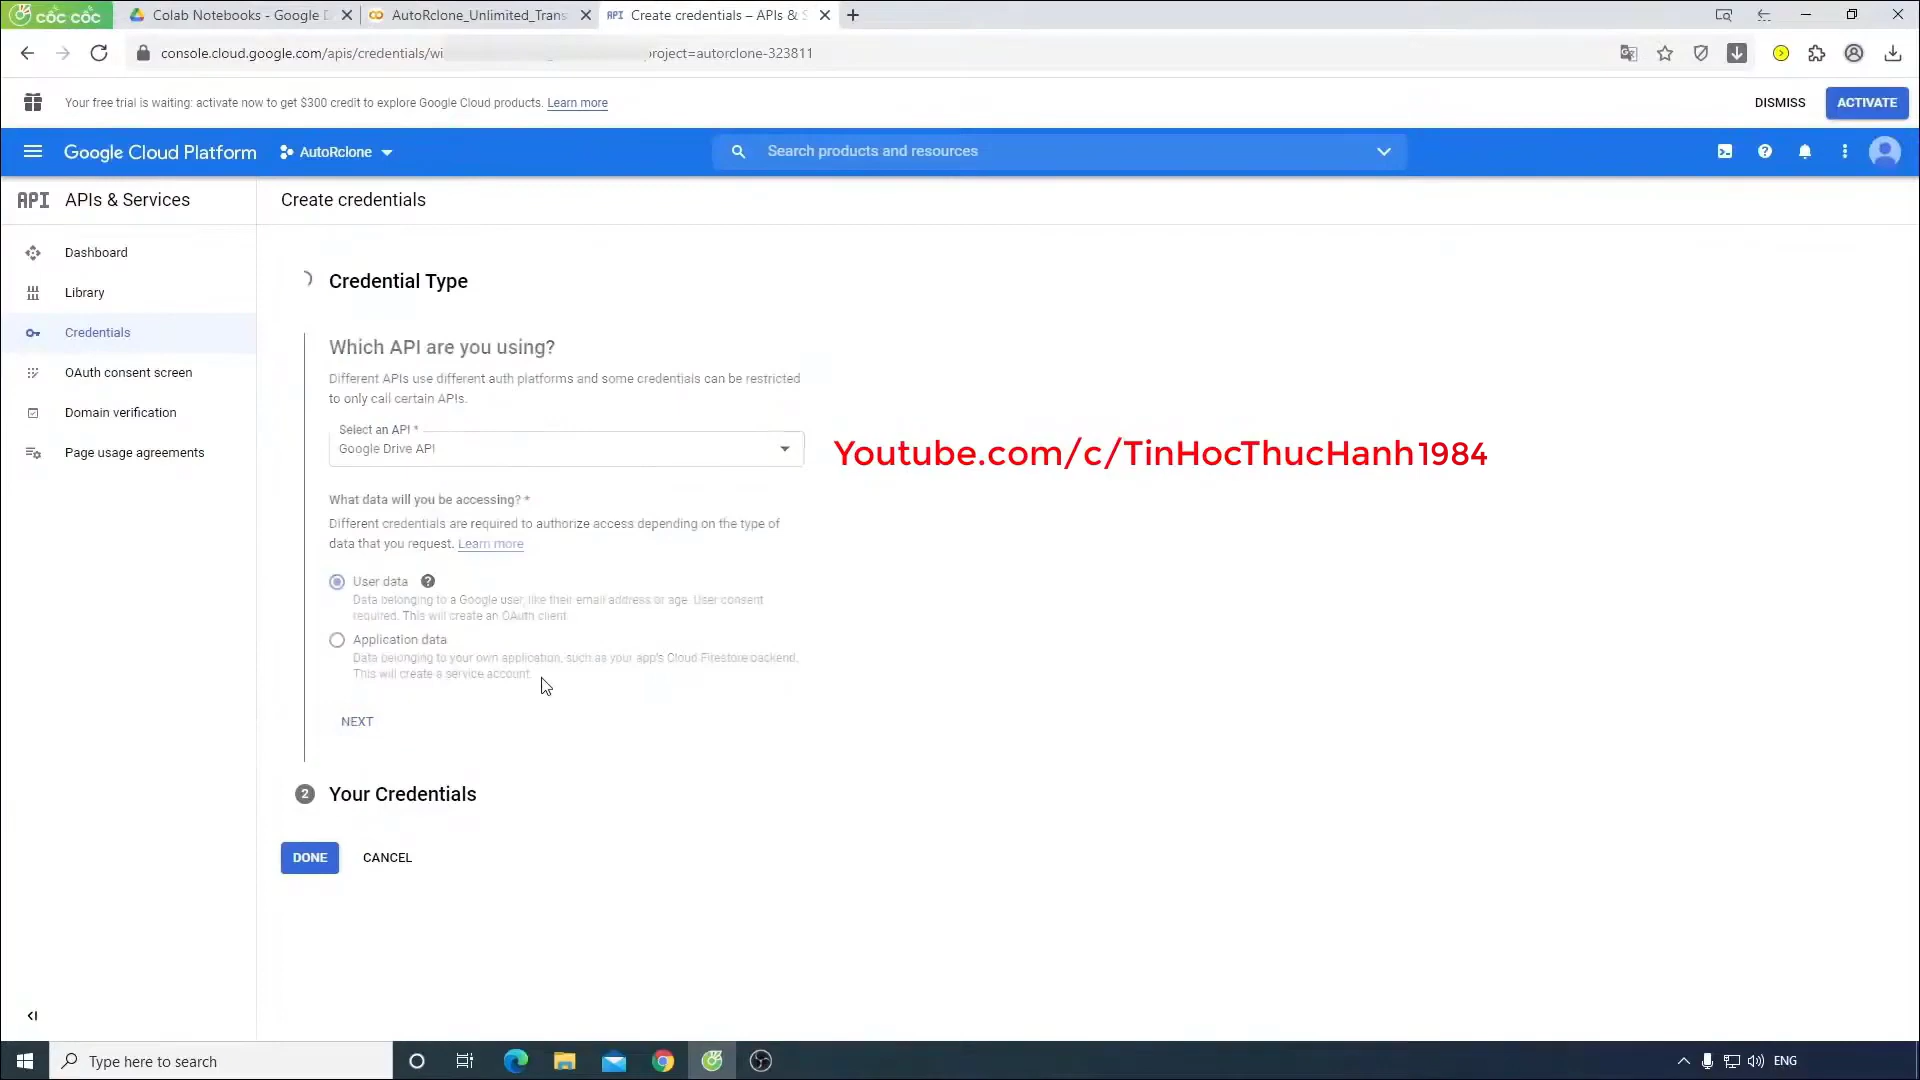 cốc cốc
Colab Notebooks - Google D
AutoRclone_Unlimited_Trans
API Create credentials – APIs & S
console.cloud.google.com/apis/credentials/wi
project=autorclone-323811
Your free trial is waiting: activate now to get $300 credit to explore Google Cloud products. Learn more
DISMISS
ACTIVATE
Google Cloud Platform
AutoRclone
Search products and resources
API APIs & Services
Create credentials
Dashboard
Library
Credentials
OAuth consent screen
Domain verification
Page usage agreements
Credential Type
Which API are you using?
Different APIs use different auth platforms and some credentials can be restricted
to only call certain APIs.
Select an API *
Google Drive API
Youtube.com/c/TinHocThucHanh1984
What data will you be accessing? *
Different credentials are required to authorize access depending on the type of
data that you request. Learn more
User data ?
Data belonging to a Google user, like their email address or age. User consent
required. This will create an OAuth client.
Application data
Data belonging to your own application, such as your app's Cloud Firestore backend.
This will create a service account.
NEXT
2 Your Credentials
DONE
CANCEL
Type here to search
ENG